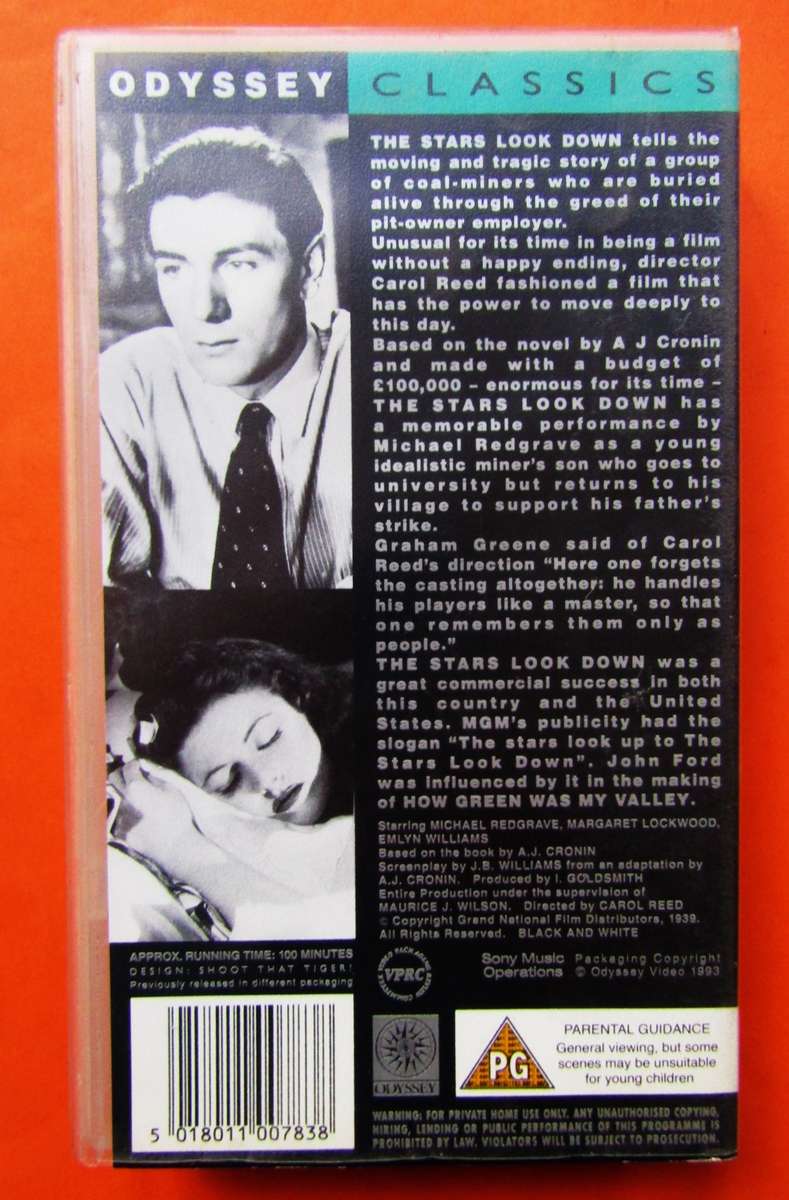 ODYSSEY CLASSICS
THE STARS LOOK DOWN tells the
moving and tragic story of a group
of coal-miners who are buried
alive through the greed of their
pit-owner employer.
Unusual for its time in being a film
without a happy ending, director
Carol Reed fashioned a film that
has the power to move deeply to
this day.
Based on the novel by A J Cronin
and made with a budget of
£100,000 – enormous for its time –
THE STARS LOOK DOWN has
a memorable performance by
Michael Redgrave as a young
idealistic miner's son who goes to
university but returns to his
village to support his father's
strike.
Graham Greene said of Carol
Reed's direction "Here one forgets
the casting altogether: he handles
his players like a master, so that
one remembers them only as
people."
THE STARS LOOK DOWN was a
great commercial success in both
this country and the United
States. MGM's publicity had the
slogan "The stars look up to The
Stars Look Down". John Ford
was influenced by it in the making
of HOW GREEN WAS MY VALLEY.
Starring MICHAEL REDGRAVE, MARGARET LOCKWOOD,
EMLYN WILLIAMS
Based on the book by A.J. CRONIN
Screenplay by J.B. WILLIAMS from an adaptation by
A.J. CRONIN. Produced by I. GOLDSMITH
Entire Production under the supervision of
MAURICE J. WILSON. Directed by CAROL REED
© Copyright Grand National Film Distributors, 1939.
All Rights Reserved. BLACK AND WHITE
APPROX. RUNNING TIME: 100 MINUTES
DESIGN: SHOOT THAT TIGER!
Previously released in different packaging
VPRC
Sony Music
Operations
Packaging Copyright
© Odyssey Video 1993
5 018011 007838
ODYSSEY
PG
PARENTAL GUIDANCE
General viewing, but some
scenes may be unsuitable
for young children
WARNING: FOR PRIVATE HOME USE ONLY. ANY UNAUTHORISED COPYING,
HIRING, LENDING OR PUBLIC PERFORMANCE OF THIS PROGRAMME IS
PROHIBITED BY LAW. VIOLATORS WILL BE SUBJECT TO PROSECUTION.